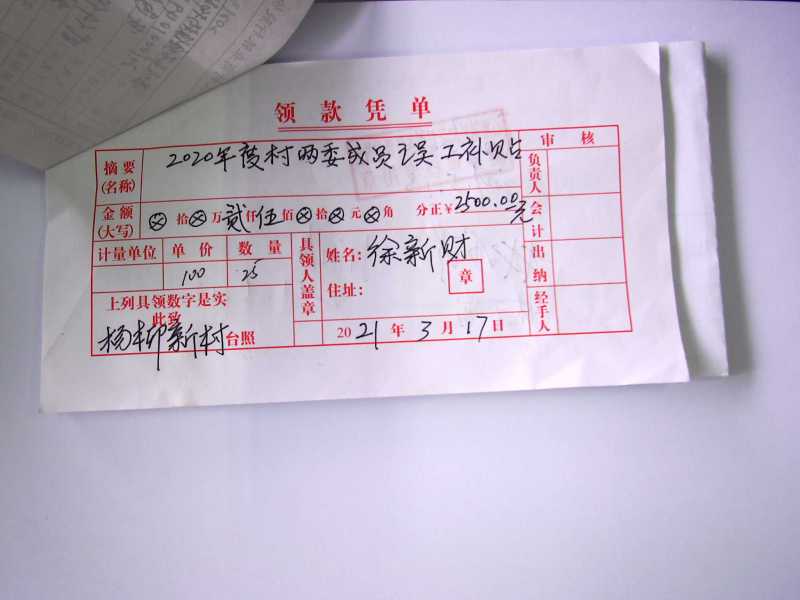 领款凭单
摘要(名称) 2020年度村两委成员误工补贴 负责人 审核
金额(大写) ⊗拾⊗万贰仟伍佰⊗拾⊗元⊗角 分正￥2500.00元 会计
计量单位 单价 数量 具领人盖章 姓名:徐新财 出纳
100 25 住址: 章
上列具领数字是实 经手人
此致
杨柳新村台照 2021年3月17日